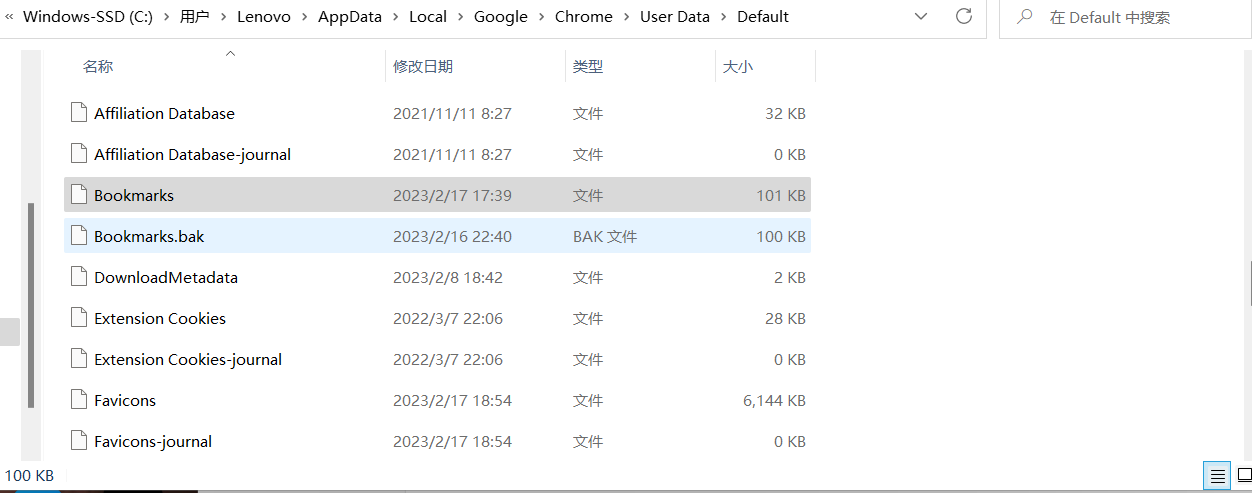 « Windows-SSD (C:) › 用户 › Lenovo › AppData › Local › Google › Chrome › User Data › Default 在 Default 中搜索
名称 修改日期 类型 大小
Affiliation Database 2021/11/11 8:27 文件 32 KB
Affiliation Database-journal 2021/11/11 8:27 文件 0 KB
Bookmarks 2023/2/17 17:39 文件 101 KB
Bookmarks.bak 2023/2/16 22:40 BAK 文件 100 KB
DownloadMetadata 2023/2/8 18:42 文件 2 KB
Extension Cookies 2022/3/7 22:06 文件 28 KB
Extension Cookies-journal 2022/3/7 22:06 文件 0 KB
Favicons 2023/2/17 18:54 文件 6,144 KB
Favicons-journal 2023/2/17 18:54 文件 0 KB
100 KB